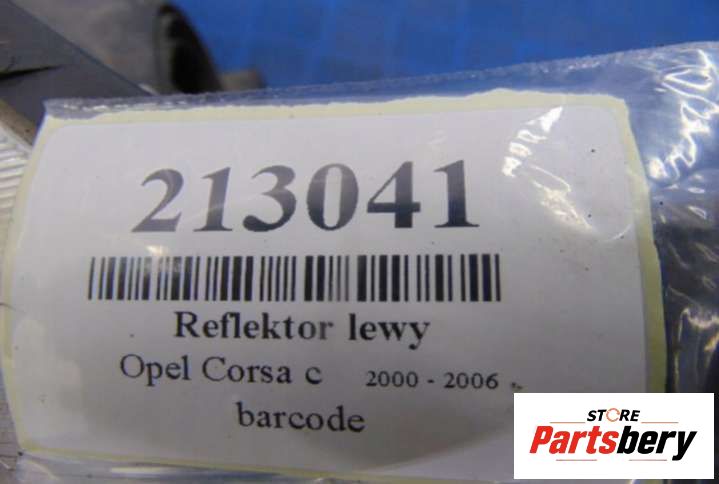 213041
Reflektor lewy
Opel Corsa c 2000 - 2006
barcode
STORE
Partsbery